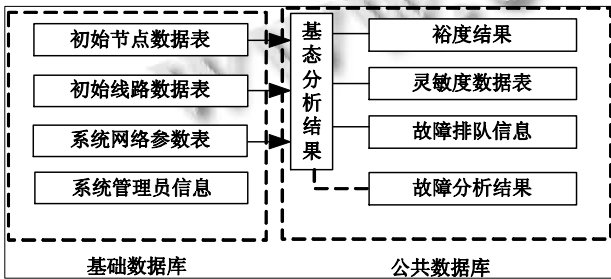 初始节点数据表
初始线路数据表
系统网络参数表
系统管理员信息
基础数据库
基态分析结果
裕度结果
灵敏度数据表
故障排队信息
故障分析结果
公共数据库